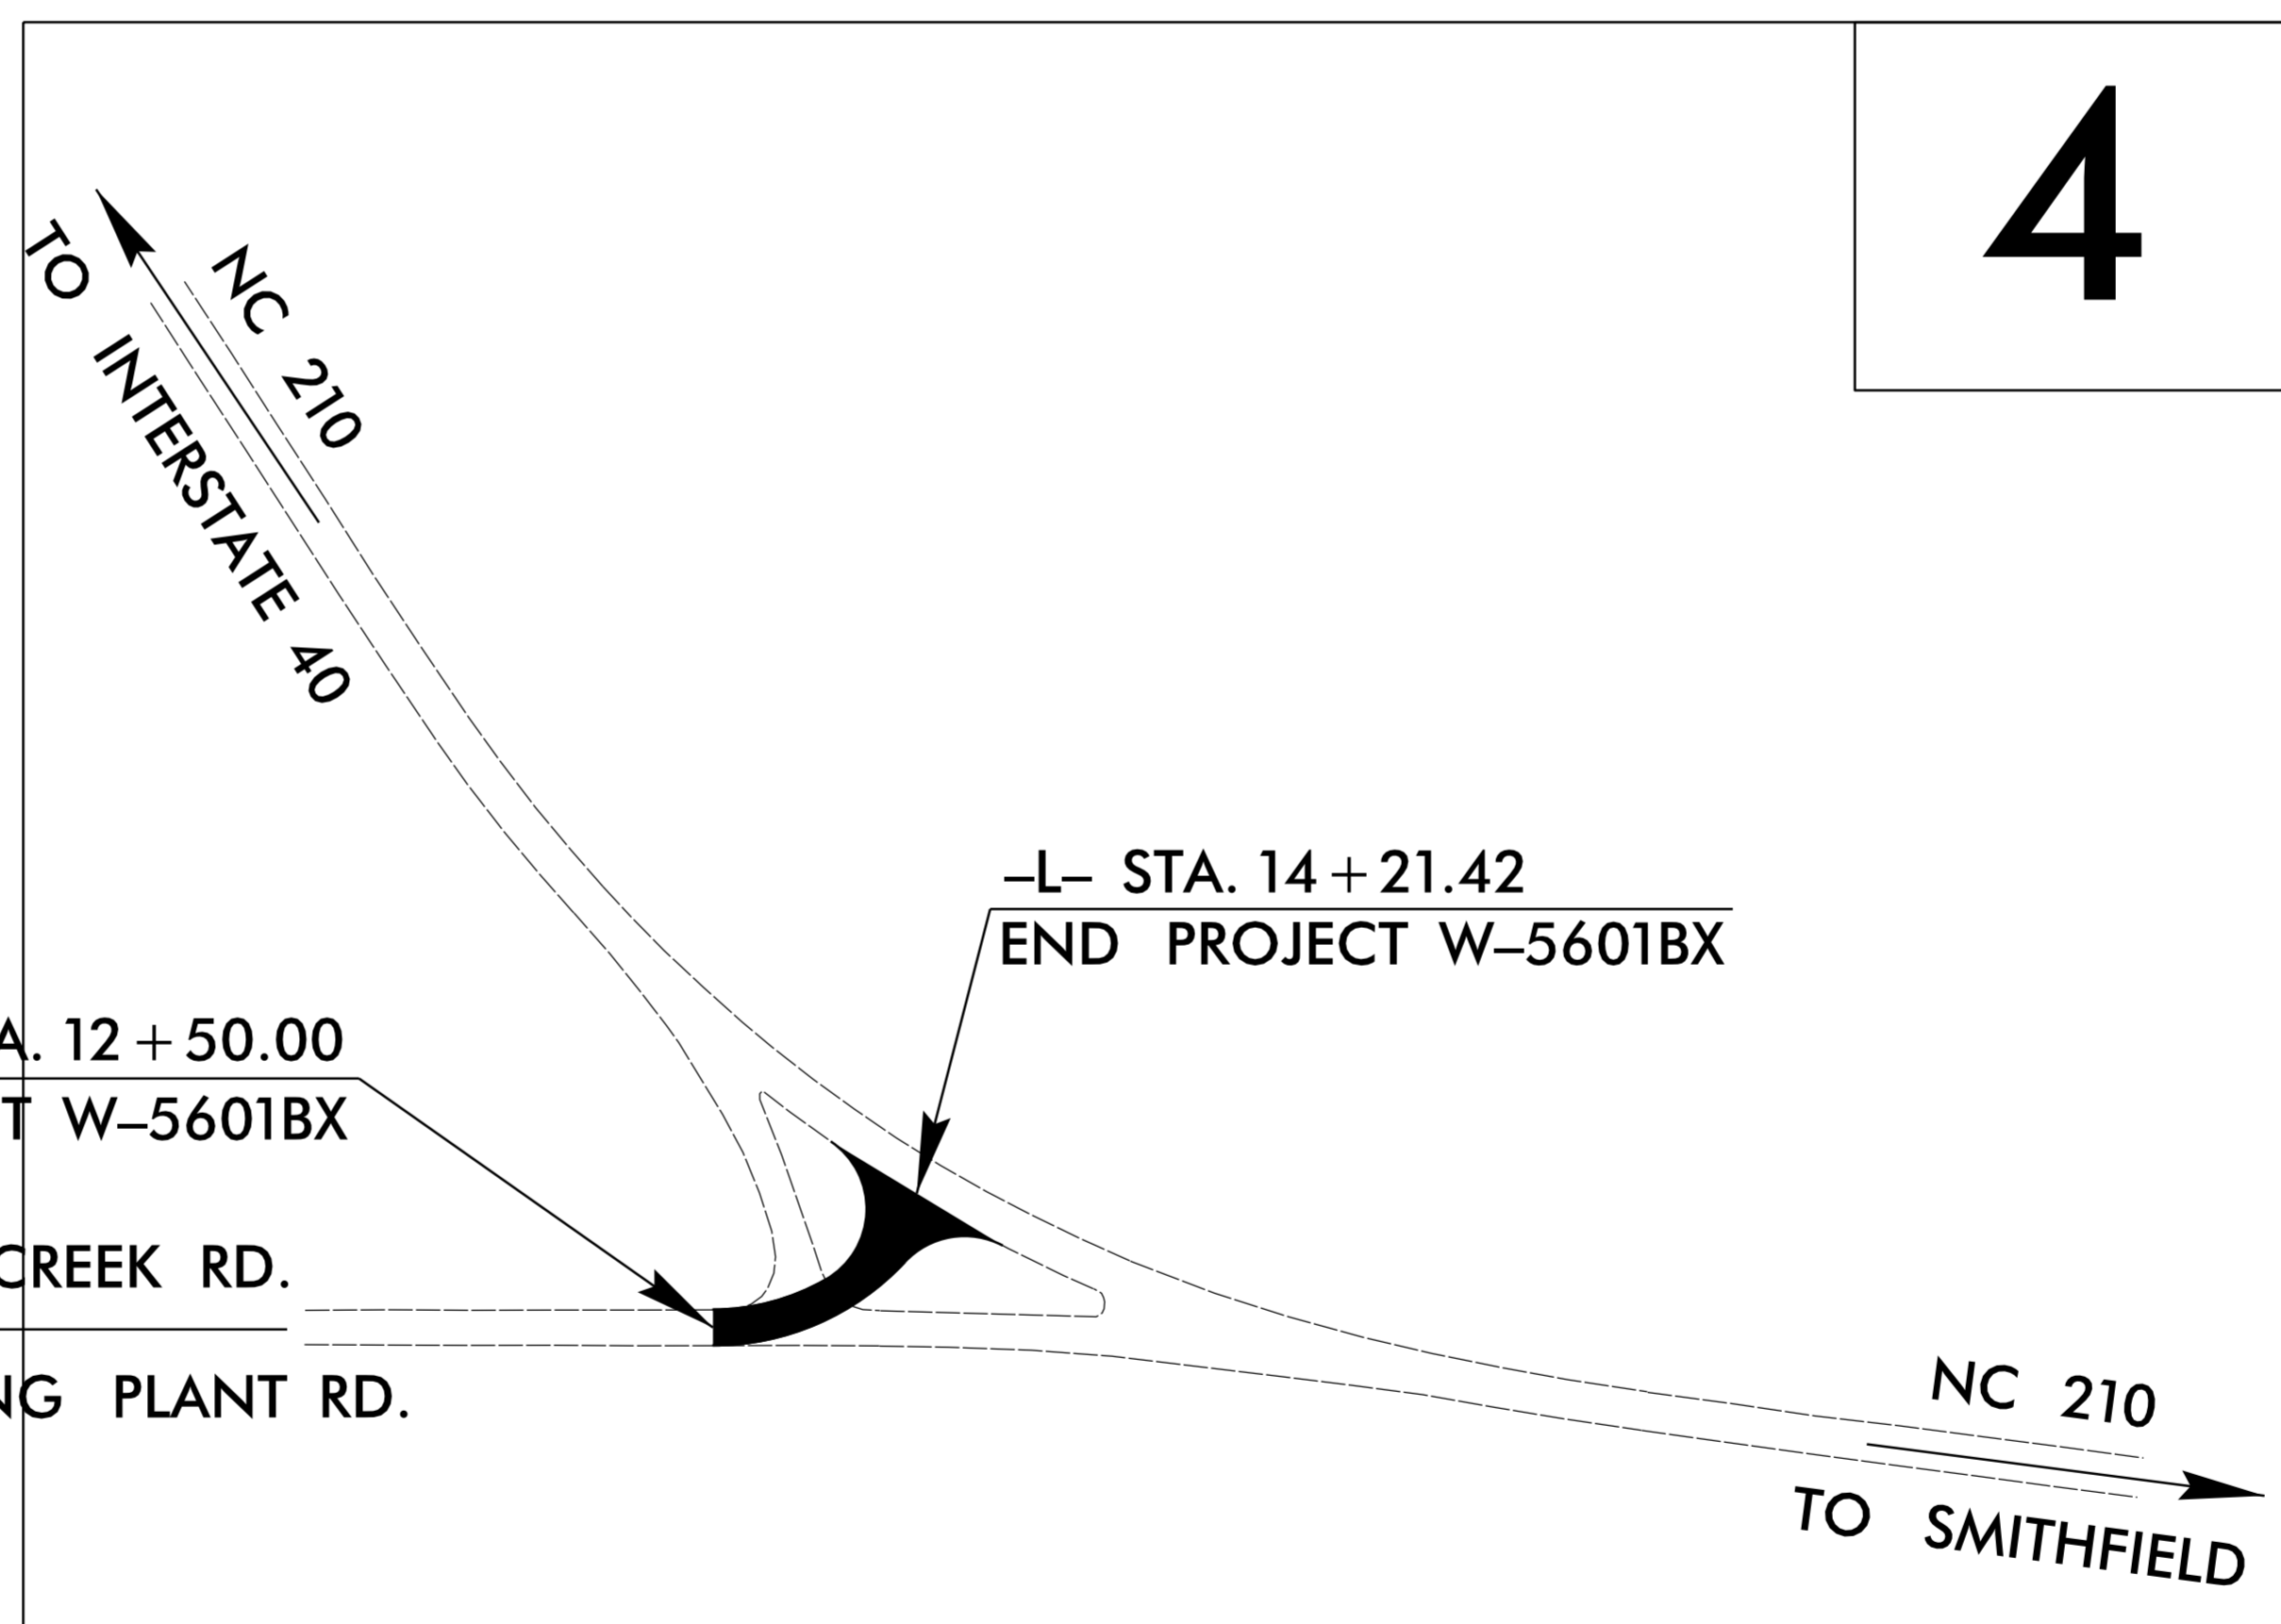 4
TO INTERSTATE 40
NC 210
–L– STA. 14+21.42
END PROJECT W–5601BX
12+50.00
W–5601BX
CREEK RD.
PLANT RD.
NC 210
TO SMITHFIELD